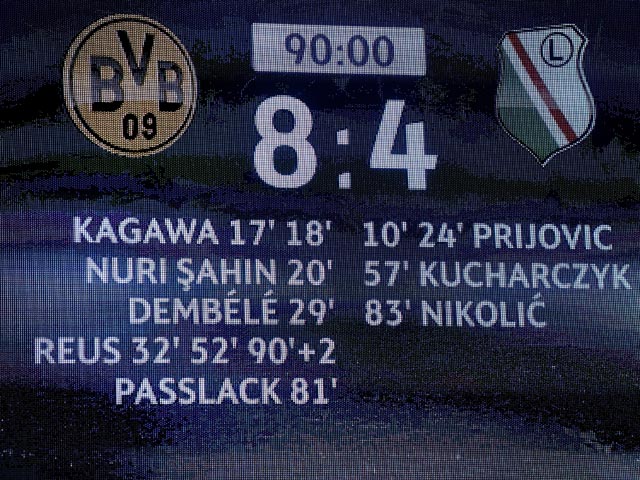 BVB 09
L
90:00
8:4
KAGAWA 17' 18'
NURI ŞAHIN 20'
DEMBÉLÉ 29'
REUS 32' 52' 90'+2
PASSLACK 81'
10' 24' PRIJOVIC
57' KUCHARCZYK
83' NIKOLIĆ